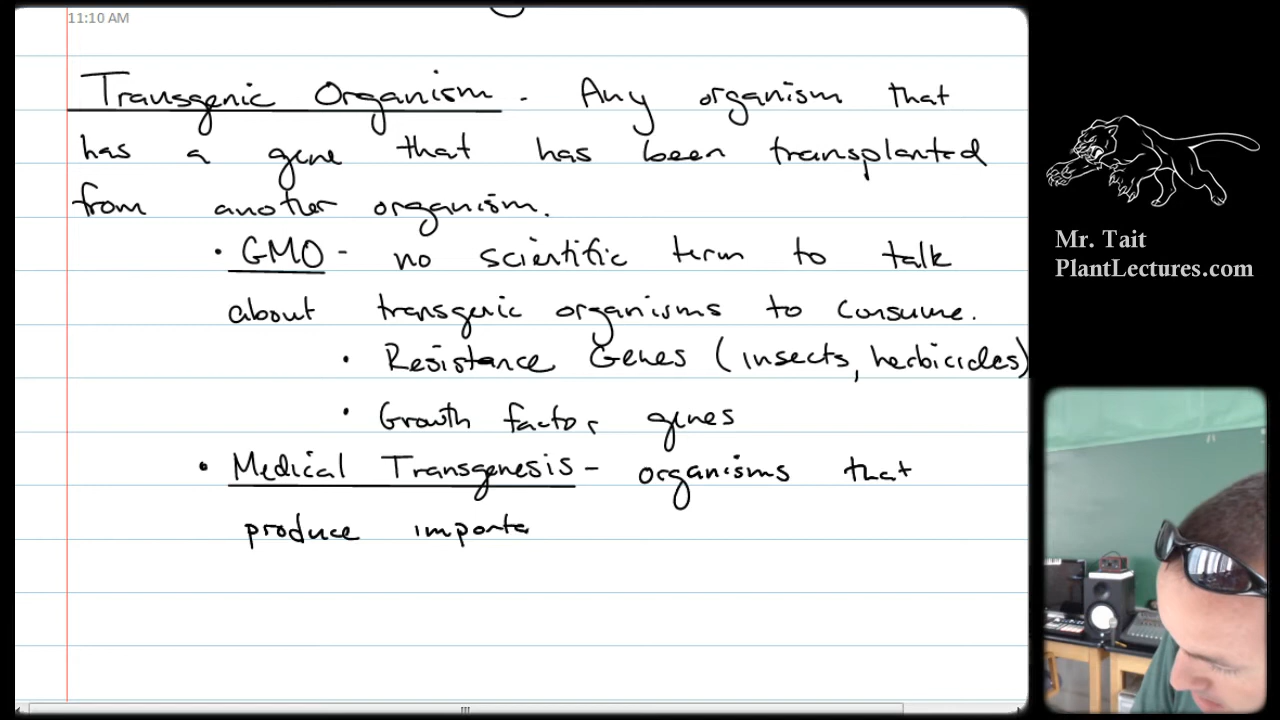 11:10 AM
Transgenic Organism - Any organism that
has a gene that has been transplanted
from another organism.
• GMO - no scientific term to talk
about transgenic organisms to consume.
• Resistance Genes (insects, herbicides)
• Growth factor genes
• Medical Transgenesis - organisms that
produce importa
Mr. Tait
PlantLectures.com